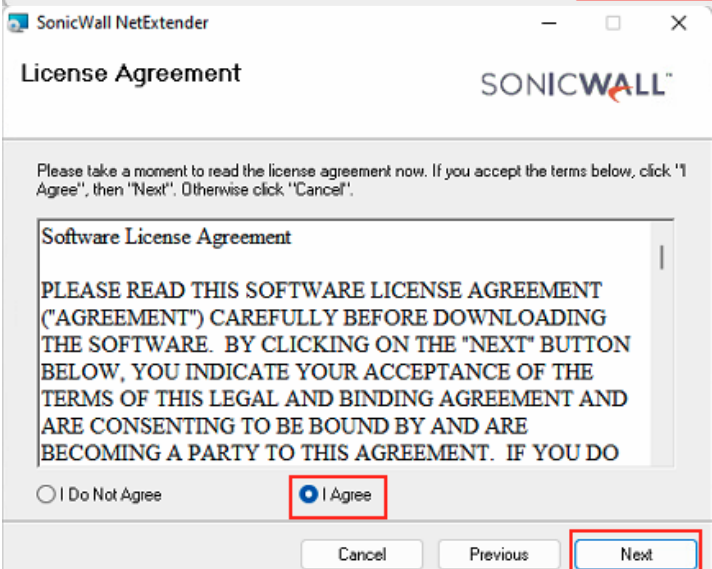 SonicWall NetExtender
License Agreement
SONICWALL
Please take a moment to read the license agreement now. If you accept the terms below, click "I
Agree", then "Next". Otherwise click "Cancel".
Software License Agreement
PLEASE READ THIS SOFTWARE LICENSE AGREEMENT
("AGREEMENT") CAREFULLY BEFORE DOWNLOADING
THE SOFTWARE.  BY CLICKING ON THE "NEXT" BUTTON
BELOW, YOU INDICATE YOUR ACCEPTANCE OF THE
TERMS OF THIS LEGAL AND BINDING AGREEMENT AND
ARE CONSENTING TO BE BOUND BY AND ARE
BECOMING A PARTY TO THIS AGREEMENT.  IF YOU DO
I Do Not Agree
I Agree
Cancel
Previous
Next